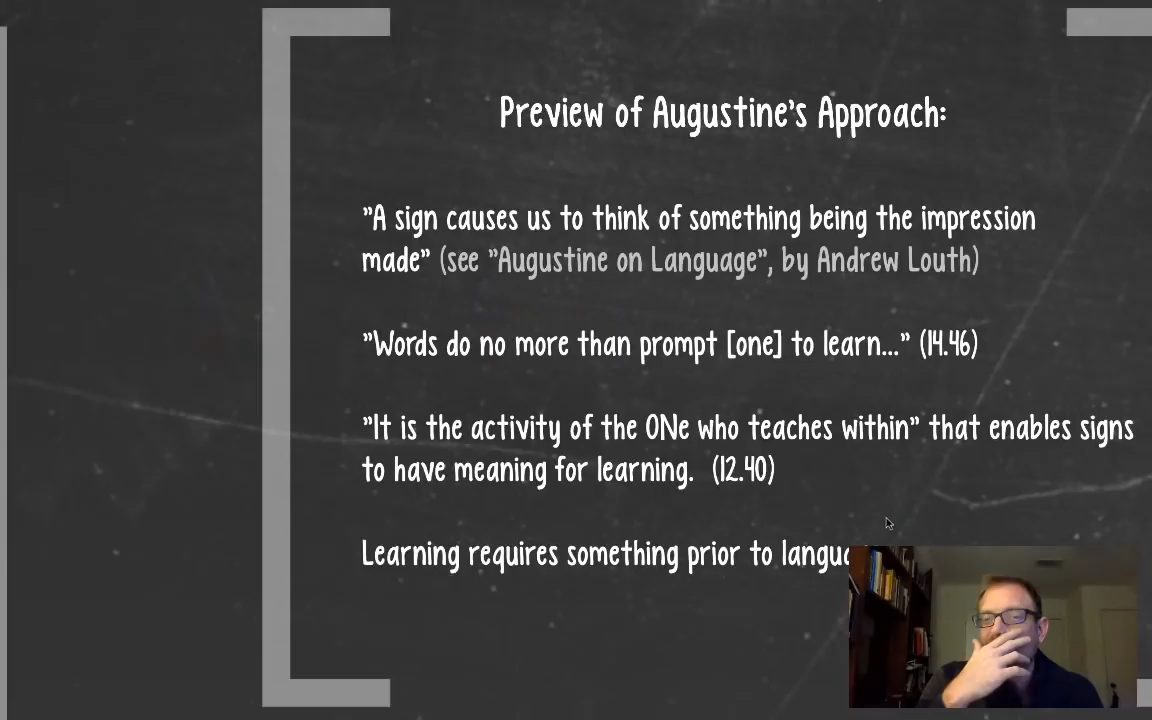 Preview of Augustine's Approach:
"A sign causes us to think of something being the impression
made" (see "Augustine on Language", by Andrew Louth)
"Words do no more than prompt [one] to learn..." (14.46)
"It is the activity of the ONe who teaches within" that enables signs
to have meaning for learning. (12.40)
Learning requires something prior to